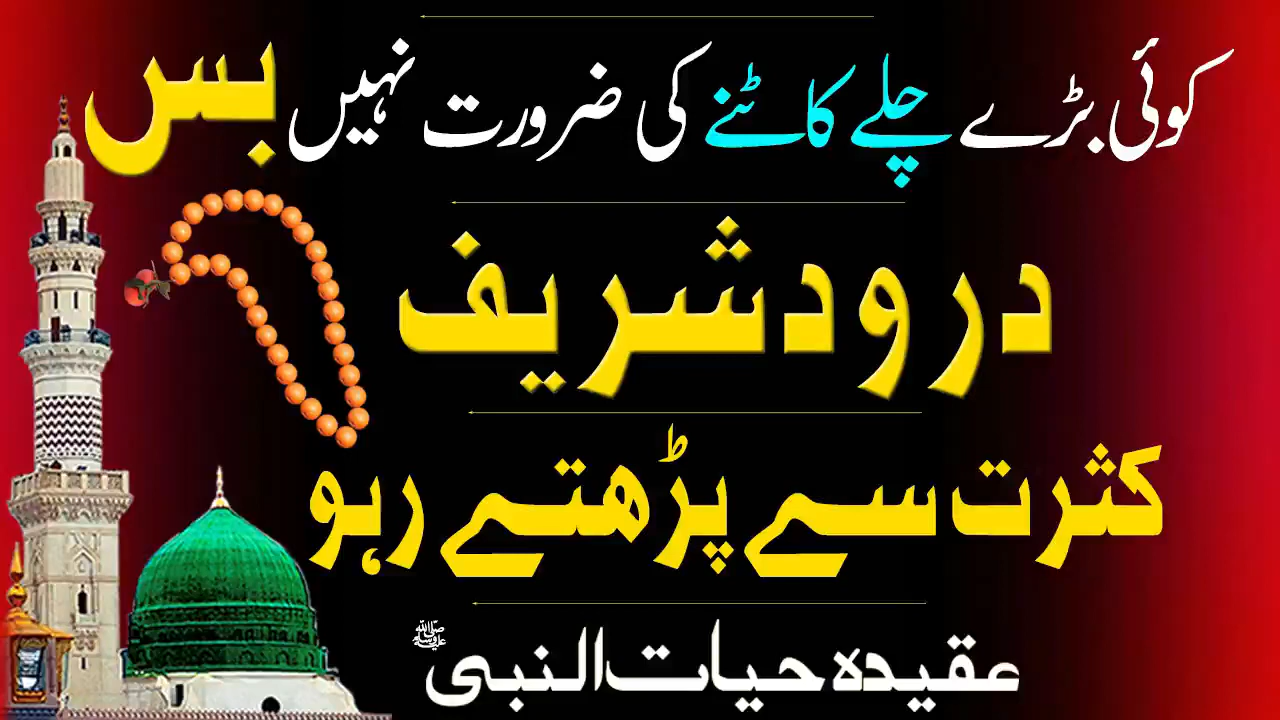 کوئی بڑے چلے کاٹنے کی ضرورت نہیں بس
درود شریف
کثرت سے پڑھتے رہو
عقیدہ حیات النبی ﷺ